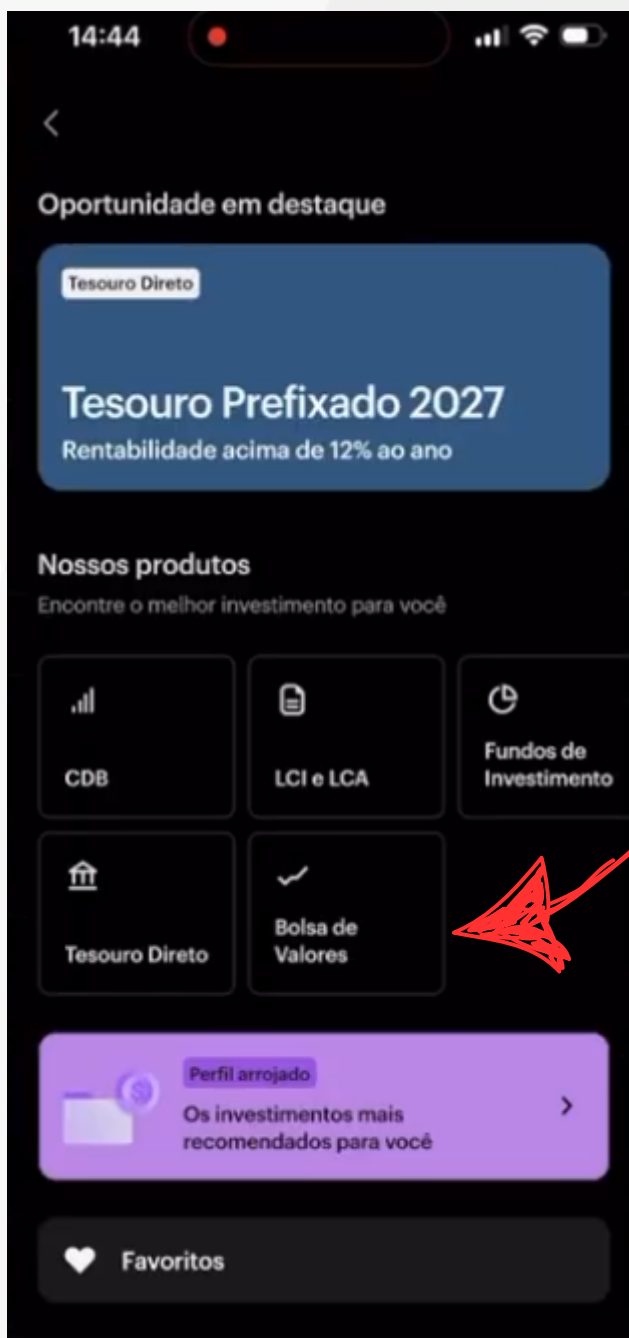 14:44
Oportunidade em destaque
Tesouro Direto
Tesouro Prefixado 2027
Rentabilidade acima de 12% ao ano
Nossos produtos
Encontre o melhor investimento para você
CDB
LCI e LCA
Fundos de
Investimento
Tesouro Direto
Bolsa de
Valores
Perfil arrojado
Os investimentos mais
recomendados para você
Favoritos